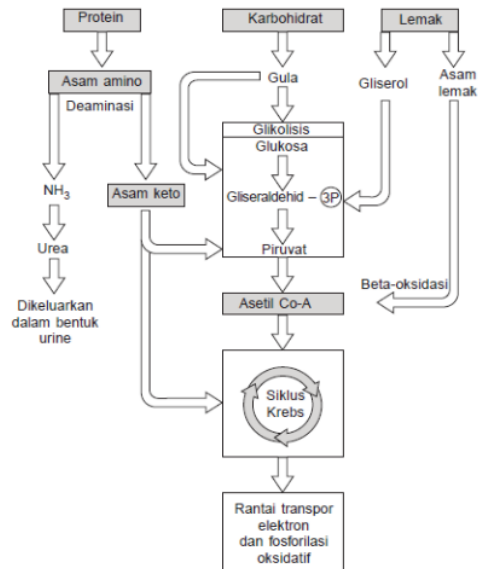 Protein
Karbohidrat
Lemak
Asam amino
Deaminasi
Gula
Gliserol
Asam
lemak
Glikolisis
Glukosa
NH₃
Asam keto
Gliseraldehid – 3P
Urea
Piruvat
Dikeluarkan
dalam bentuk
urine
Asetil Co-A
Beta-oksidasi
Siklus
Krebs
Rantai transpor
elektron
dan fosforilasi
oksidatif